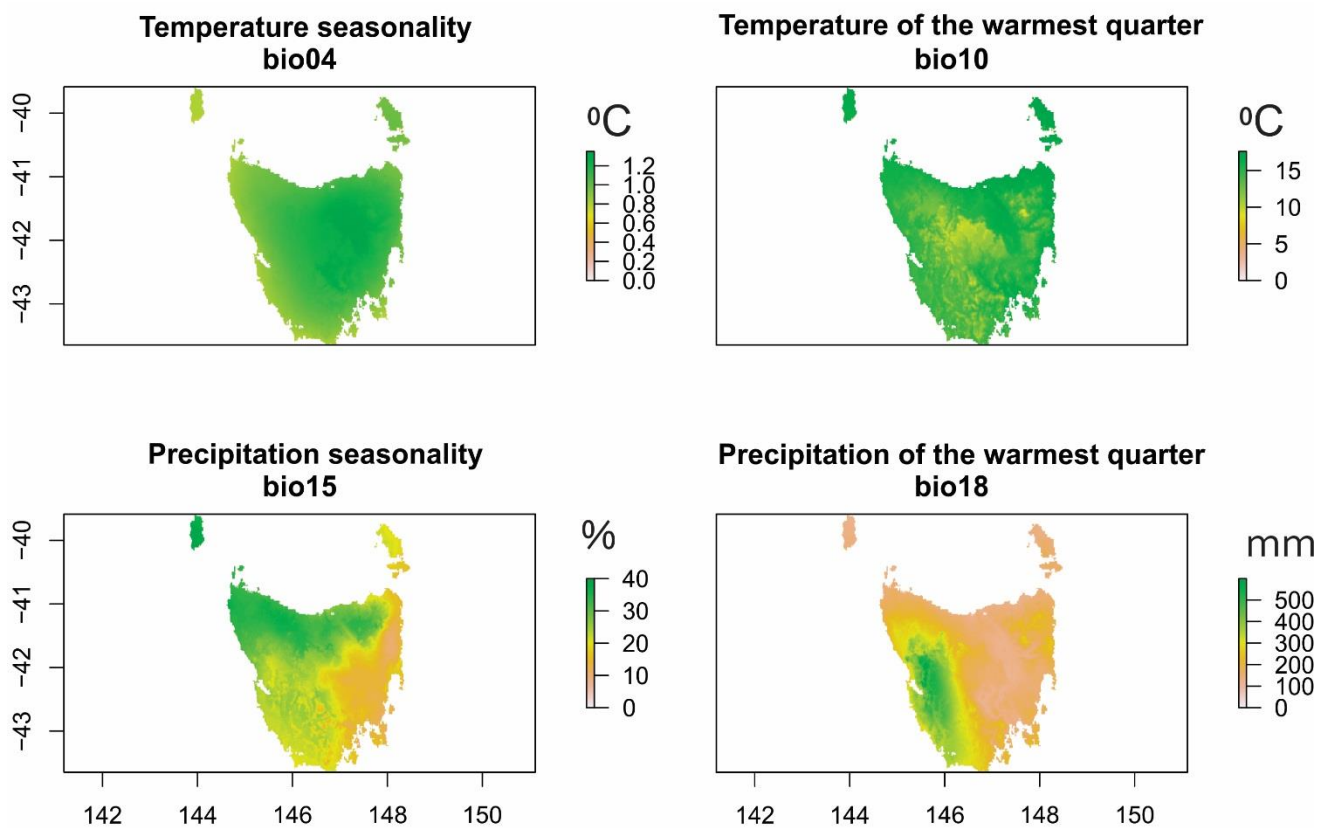 Temperature seasonality
bio04
Temperature of the warmest quarter
bio10
⁰C
1.2
1.0
0.8
0.6
0.4
0.2
0.0
⁰C
15
10
5
0
−40
−41
−42
−43
Precipitation seasonality
bio15
Precipitation of the warmest quarter
bio18
%
40
30
20
10
0
mm
500
400
300
200
100
0
−40
−41
−42
−43
142 144 146 148 150
142 144 146 148 150